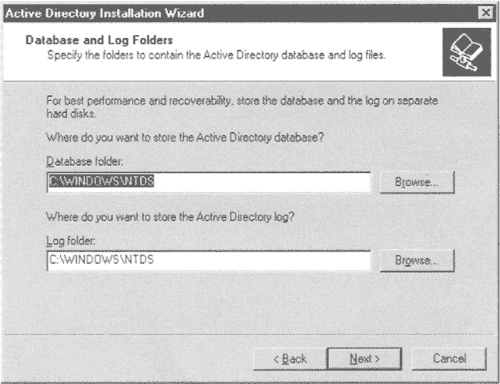 Active Directory Installation Wizard
Database and Log Folders
Specify the folders to contain the Active Directory database and log files.
For best performance and recoverability, store the database and the log on separate
hard disks.
Where do you want to store the Active Directory database?
Database folder:
C:\WINDOWS\NTDS
Browse...
Where do you want to store the Active Directory log?
Log folder:
C:\WINDOWS\NTDS
Browse...
< Back
Next >
Cancel